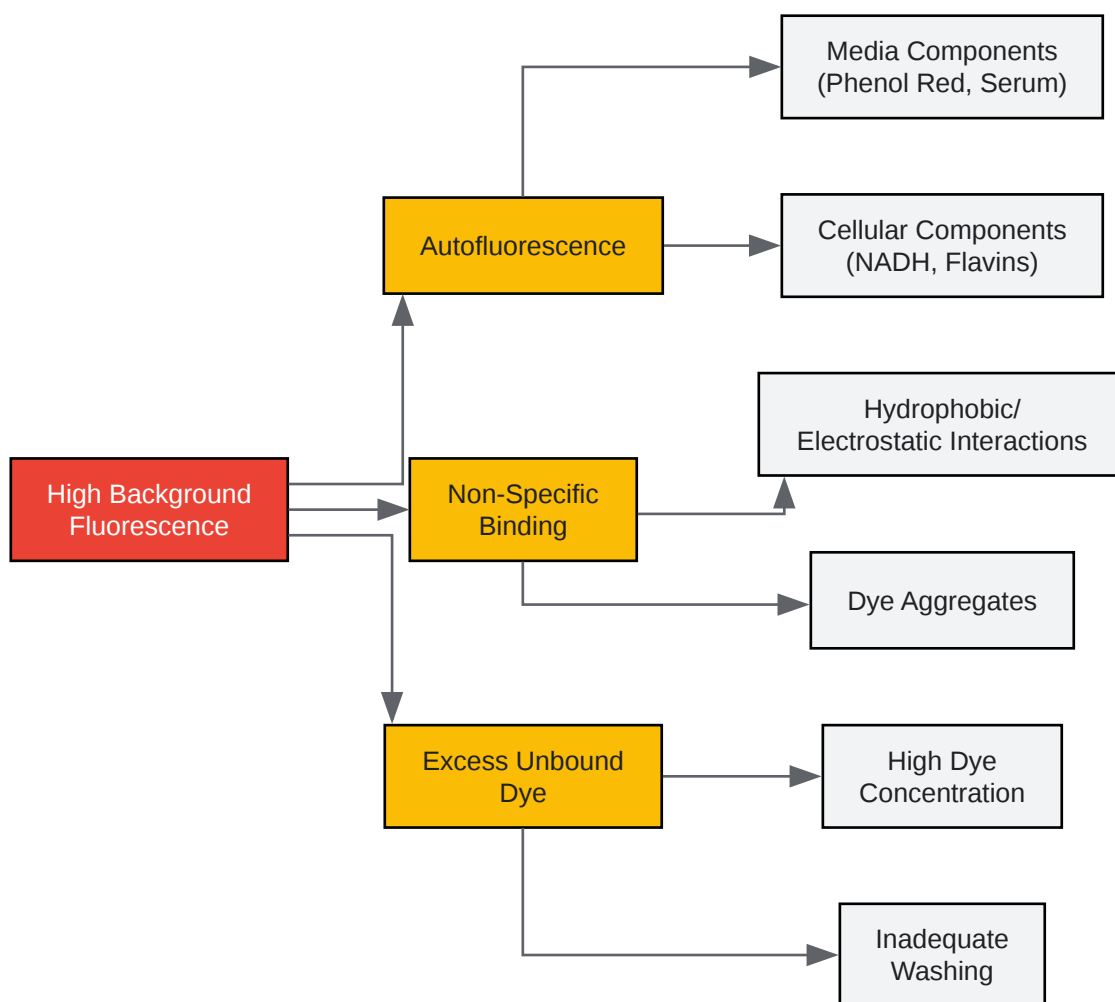 Media Components
(Phenol Red, Serum)
Autofluorescence
Cellular Components
(NADH, Flavins)
Hydrophobic/
Electrostatic Interactions
High Background
Fluorescence
Non-Specific
Binding
Dye Aggregates
Excess Unbound
Dye
High Dye
Concentration
Inadequate
Washing